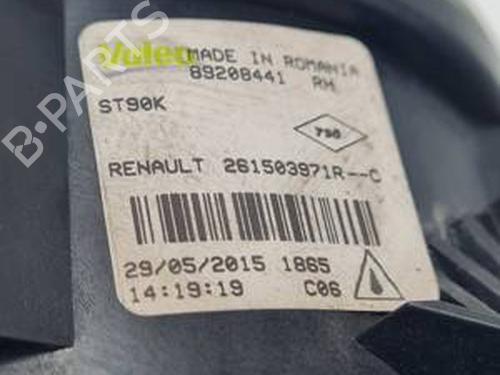 Valeo MADE IN ROMANIA
89208441 RH
ST90K
790
RENAULT 261503971R--C
29/05/2015 1865
14:19:19 C06
B-PARTS